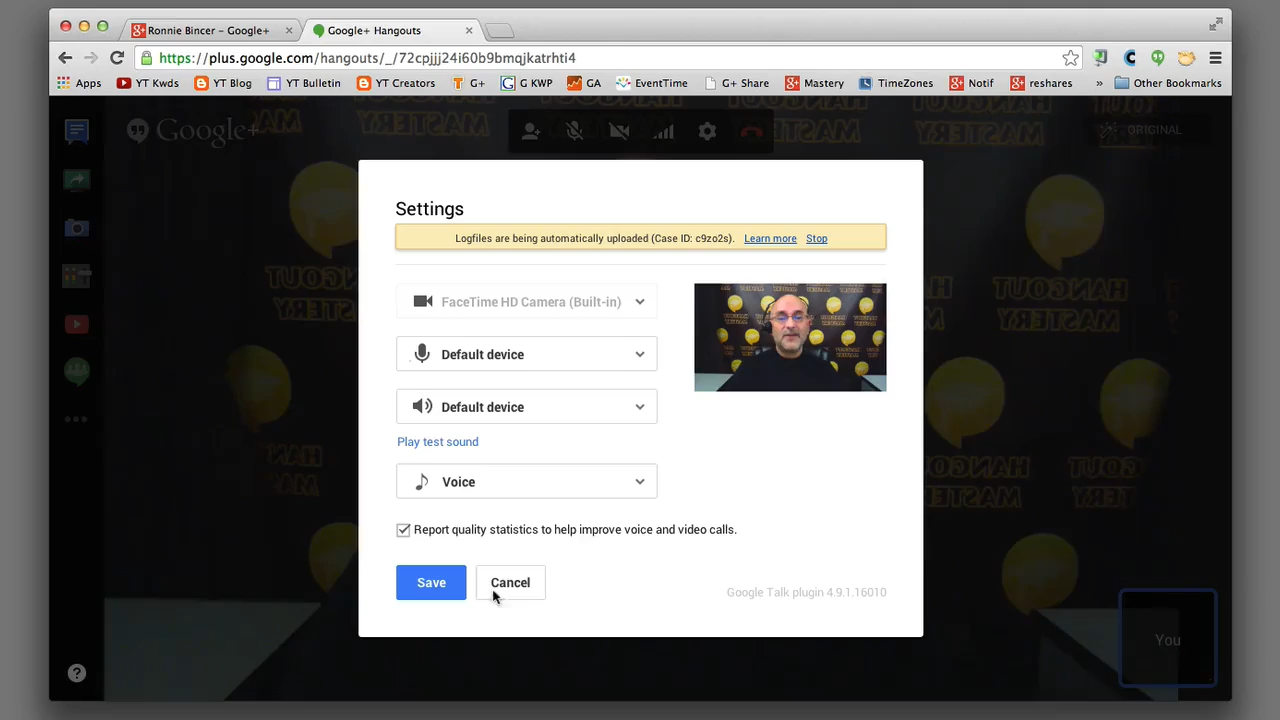 Ronnie Bincer – Google+
Google+ Hangouts
https://plus.google.com/hangouts/_/72cpjjj24i60b9bmqjkatrhti4
Apps YT Kwds YT Blog YT Bulletin YT Creators G+ G KWP GA EventTime G+ Share Mastery TimeZones Notif reshares » Other Bookmarks
Google+
ORIGINAL
Settings
Logfiles are being automatically uploaded (Case ID: c9zo2s). Learn more Stop
FaceTime HD Camera (Built-in)
Default device
Default device
Play test sound
Voice
Report quality statistics to help improve voice and video calls.
Save Cancel
Google Talk plugin 4.9.1.16010
You
HANGOUT
MASTERY